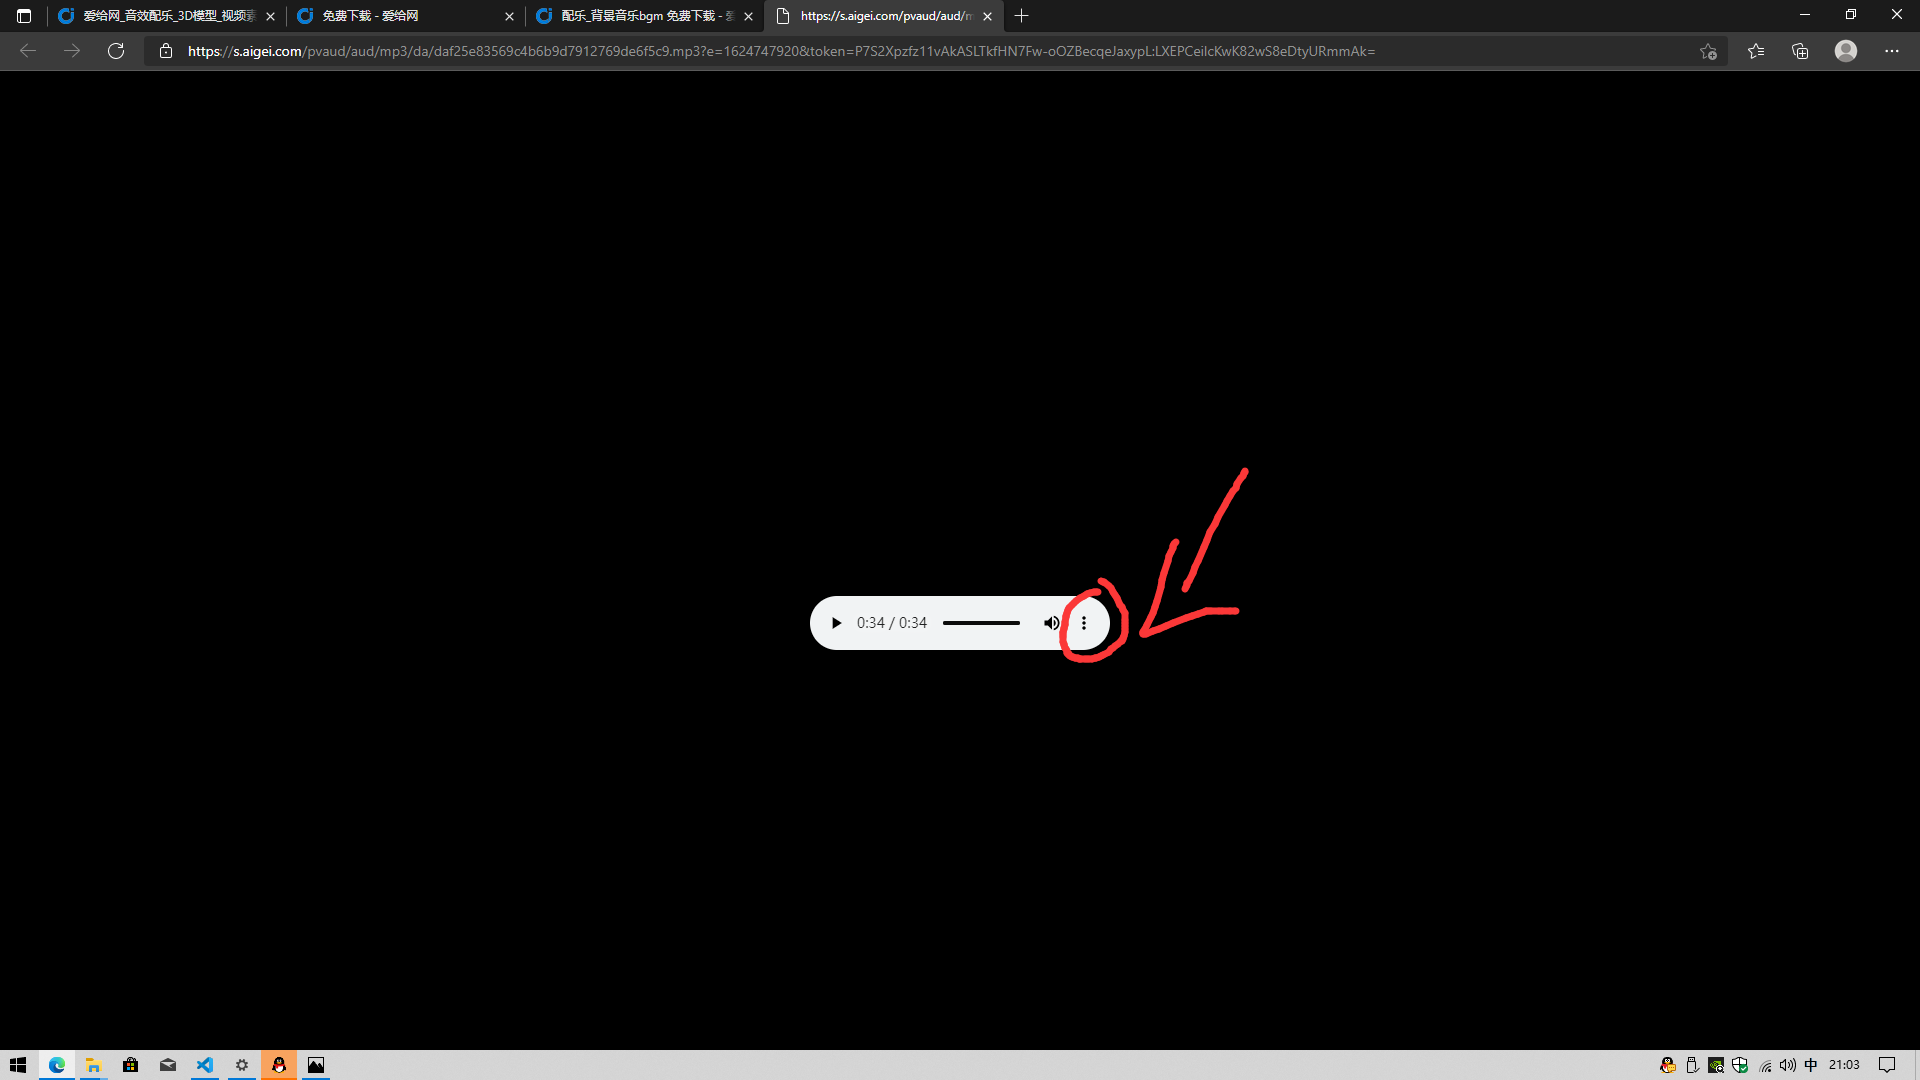 爱给网_音效配乐_3D模型_视频素
免费下载 - 爱给网
配乐_背景音乐bgm 免费下载 - 爱
https://s.aigei.com/pvaud/aud/m
https://s.aigei.com/pvaud/aud/mp3/da/daf25e83569c4b6b9d7912769de6f5c9.mp3?e=1624747920&token=P7S2Xpzfz11vAkASLTkfHN7Fw-oOZBecqeJaxypL:LXEPCeilcKwK82wS8eDtyURmmAk=
0:34 / 0:34
中
21:03